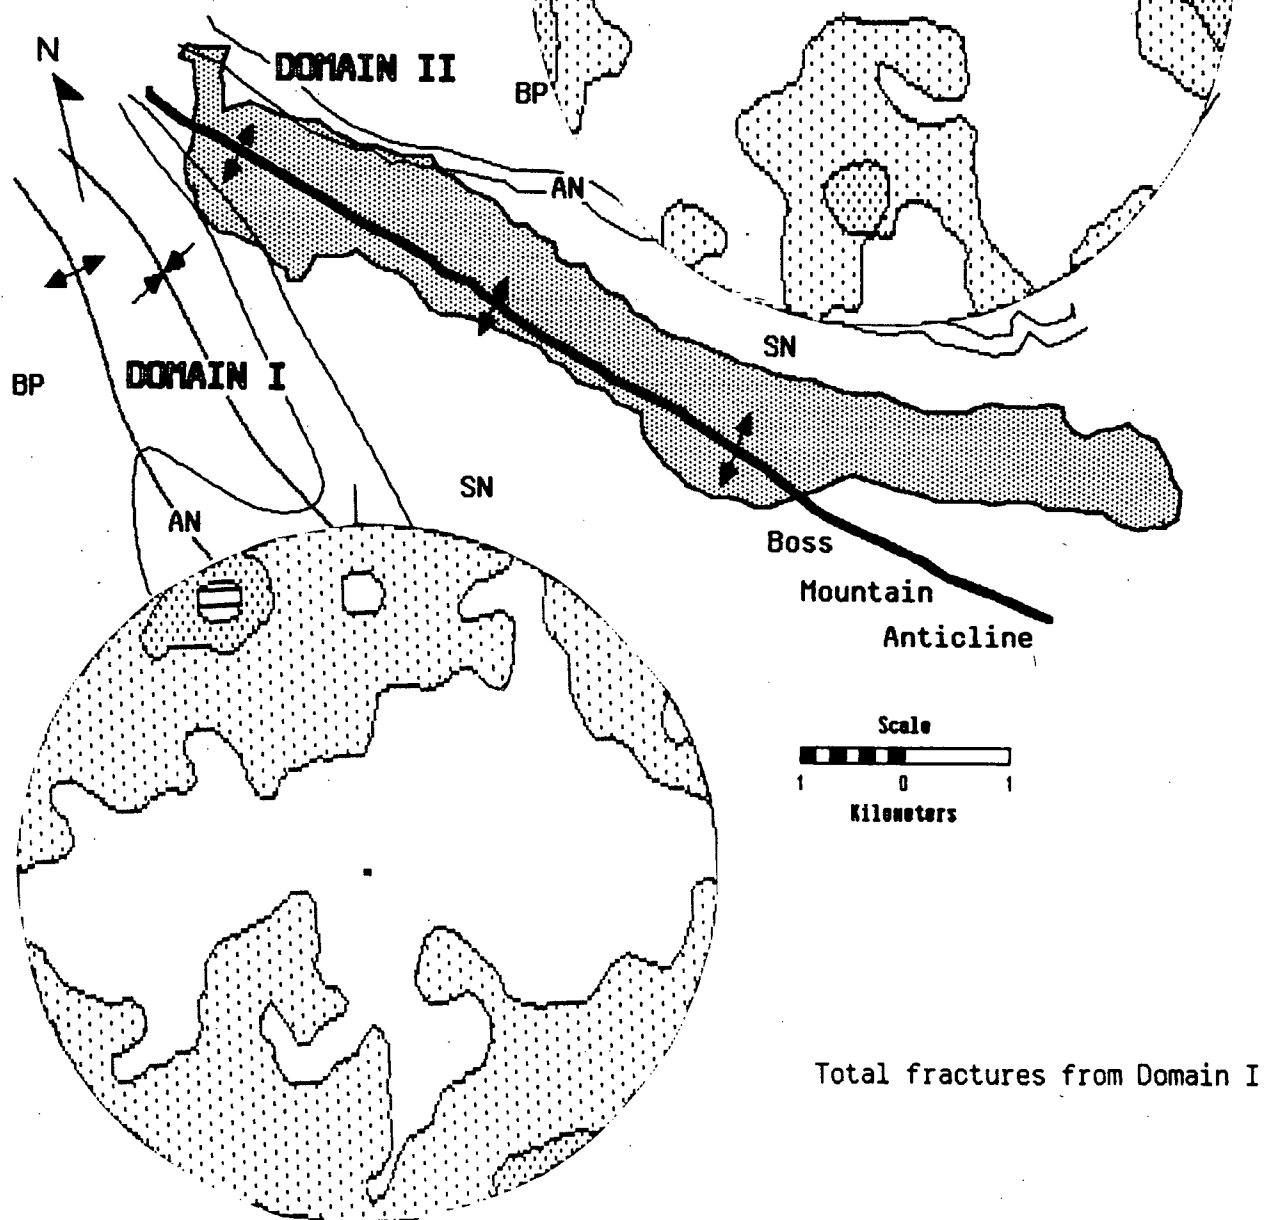 N
DOMAIN II
BP
AN
SN
BP
DOMAIN I
SN
AN
Boss
Mountain
Anticline
Scale
1 0 1
Kilometers
Total fractures from Domain I